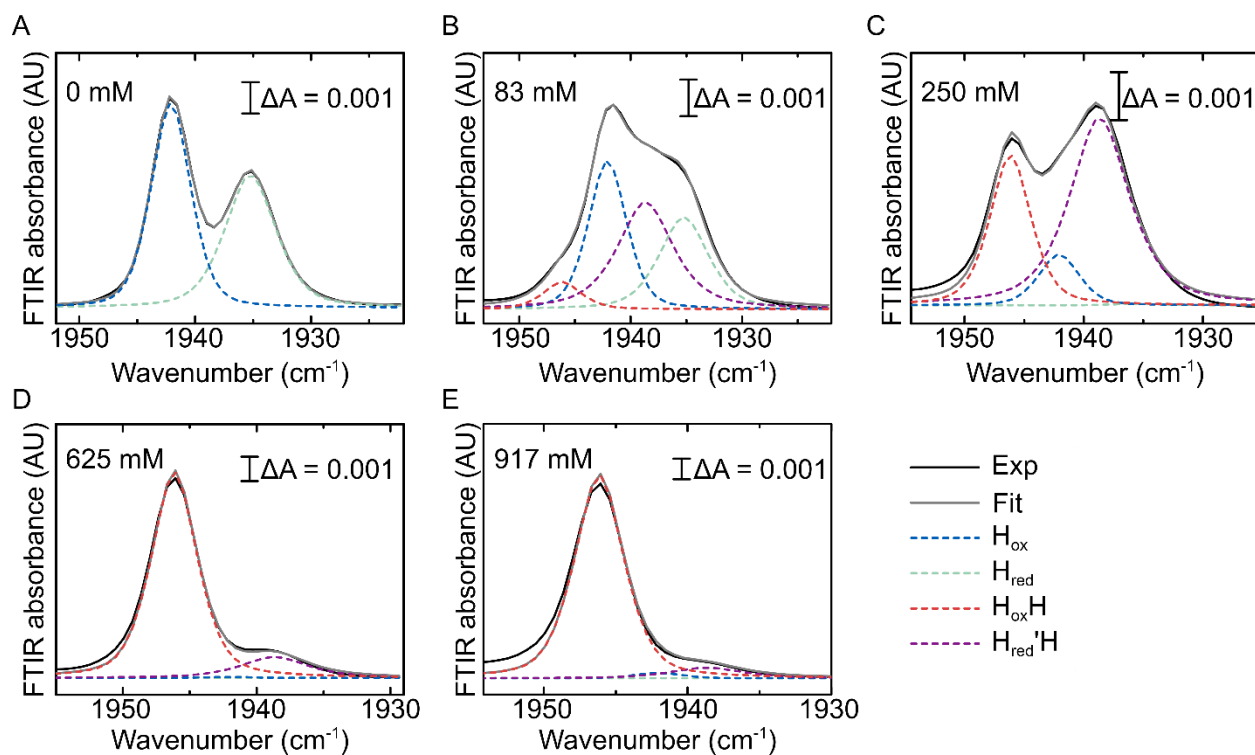 A
0 mM
ΔA = 0.001
FTIR absorbance (AU)
1950 1940 1930
Wavenumber (cm⁻¹)
B
83 mM
ΔA = 0.001
FTIR absorbance (AU)
1950 1940 1930
Wavenumber (cm⁻¹)
C
250 mM
ΔA = 0.001
FTIR absorbance (AU)
1950 1940 1930
Wavenumber (cm⁻¹)
D
625 mM
ΔA = 0.001
FTIR absorbance (AU)
1950 1940 1930
Wavenumber (cm⁻¹)
E
917 mM
ΔA = 0.001
FTIR absorbance (AU)
1950 1940 1930
Wavenumber (cm⁻¹)
Exp
Fit
Hₒₓ
Hᵣₑd
HₒₓH
Hᵣₑd'H